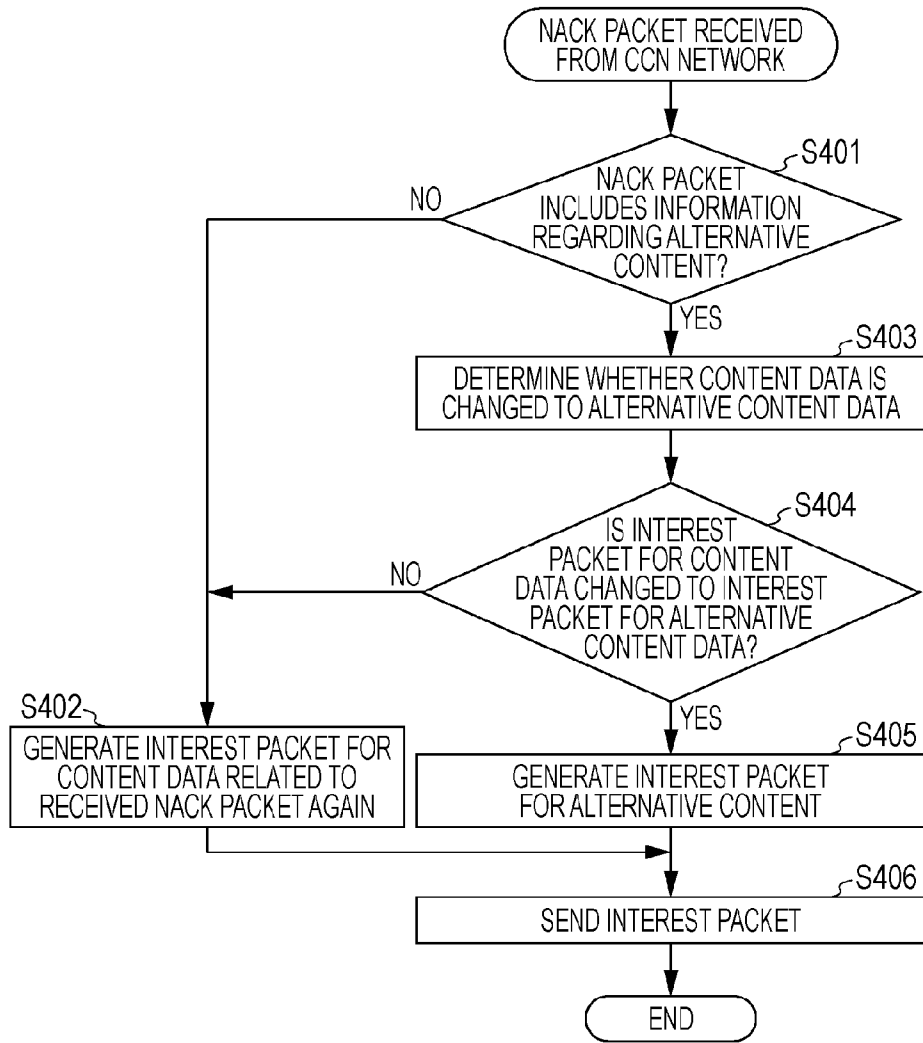 NACK PACKET RECEIVED
FROM CCN NETWORK
S401
NACK PACKET
INCLUDES INFORMATION
REGARDING ALTERNATIVE
CONTENT?
NO
YES
S403
DETERMINE WHETHER CONTENT DATA IS
CHANGED TO ALTERNATIVE CONTENT DATA
S404
IS INTEREST
PACKET FOR CONTENT
DATA CHANGED TO INTEREST
PACKET FOR ALTERNATIVE
CONTENT DATA?
NO
YES
S402
GENERATE INTEREST PACKET FOR
CONTENT DATA RELATED TO
RECEIVED NACK PACKET AGAIN
S405
GENERATE INTEREST PACKET
FOR ALTERNATIVE CONTENT
S406
SEND INTEREST PACKET
END